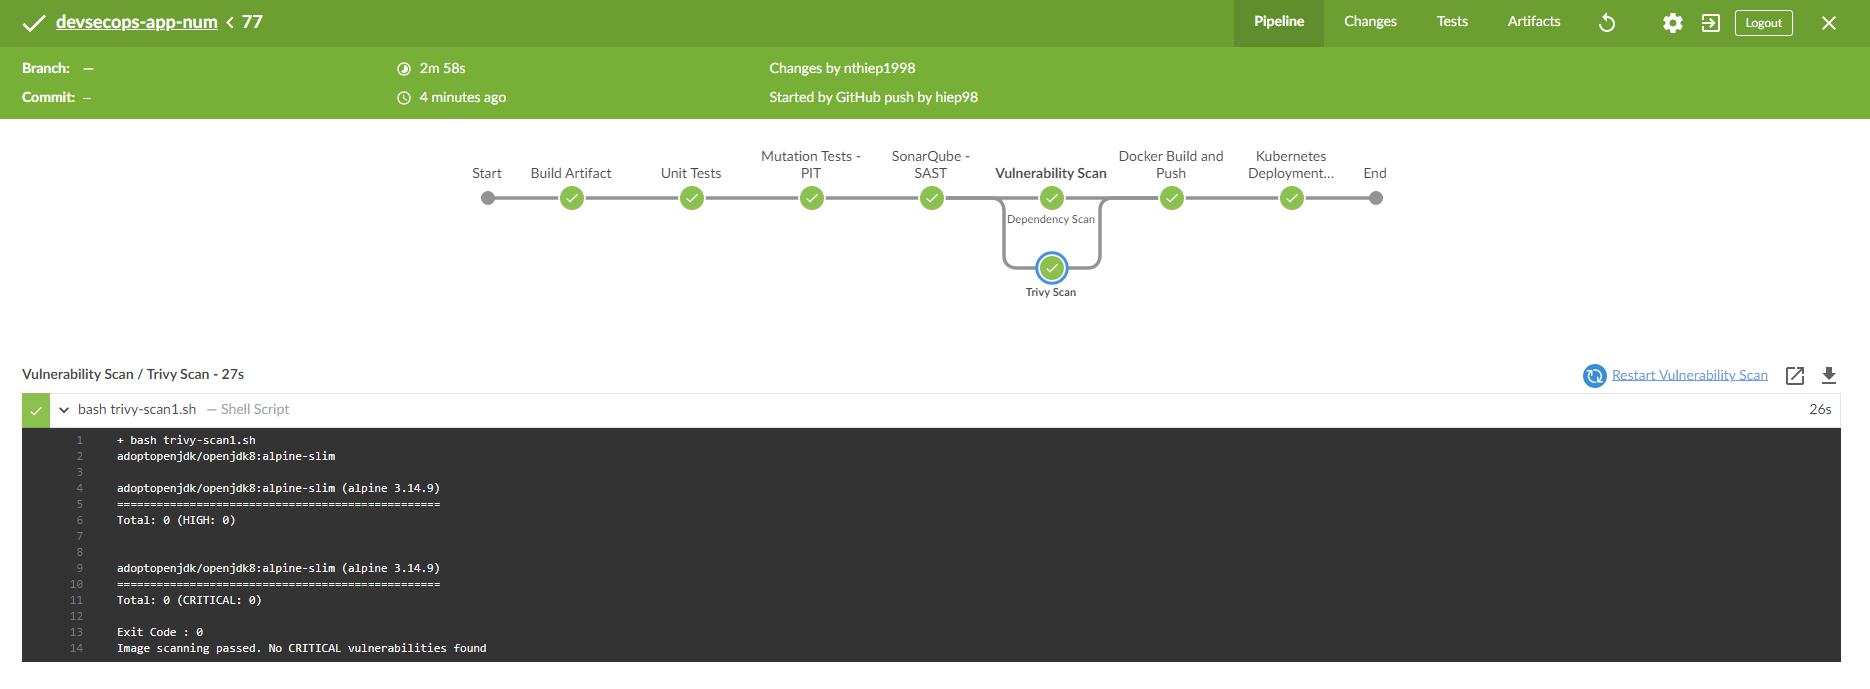 devsecops-app-num < 77
Pipeline
Changes
Tests
Artifacts
Logout
Branch: —
2m 58s
Changes by nthiep1998
Commit: —
4 minutes ago
Started by GitHub push by hiep98
Start
Build Artifact
Unit Tests
Mutation Tests -
PIT
SonarQube -
SAST
Vulnerability Scan
Docker Build and
Push
Kubernetes
Deployment...
End
Dependency Scan
Trivy Scan
Vulnerability Scan / Trivy Scan - 27s
Restart Vulnerability Scan
bash trivy-scan1.sh — Shell Script
26s
1 + bash trivy-scan1.sh
2 adoptopenjdk/openjdk8:alpine-slim
3
4 adoptopenjdk/openjdk8:alpine-slim (alpine 3.14.9)
5 =================================================
6 Total: 0 (HIGH: 0)
7
8
9 adoptopenjdk/openjdk8:alpine-slim (alpine 3.14.9)
10 =================================================
11 Total: 0 (CRITICAL: 0)
12
13 Exit Code : 0
14 Image scanning passed. No CRITICAL vulnerabilities found